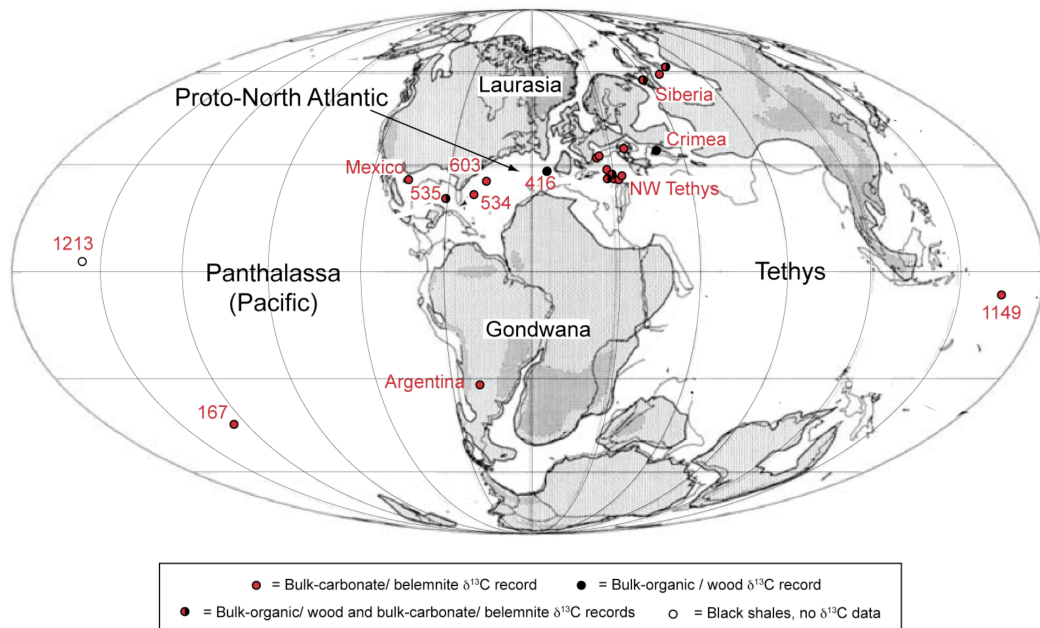 Laurasia
Proto-North Atlantic
Siberia
Crimea
Mexico
603
416
NW Tethys
535
534
1213
Panthalassa
(Pacific)
Tethys
1149
Gondwana
Argentina
167
= Bulk-carbonate/ belemnite δ¹³C record
= Bulk-organic / wood δ¹³C record
= Bulk-organic/ wood and bulk-carbonate/ belemnite δ¹³C records
= Black shales, no δ¹³C data